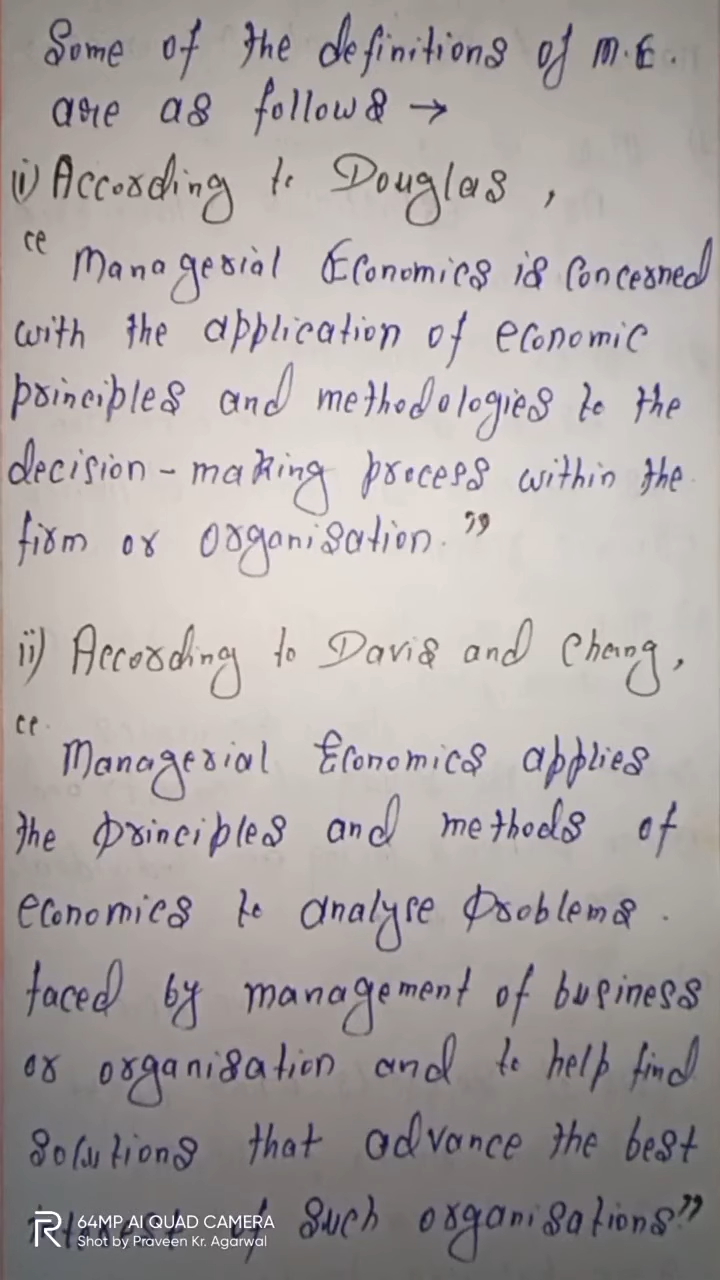 Some of the definitions of M.E.
are as follows →
i) According to Douglas,
“Managerial Economics is Concerned
with the application of economic
principles and methodologies to the
decision-making process within the
firm or organisation.”
ii) According to Davis and Chang,
“Managerial Economics applies
the principles and methods of
economics to analyse problems.
faced by management of business
or organisation and to help find
solutions that advance the best
interest of such organisations”
64MP AI QUAD CAMERA
Shot by Praveen Kr. Agarwal